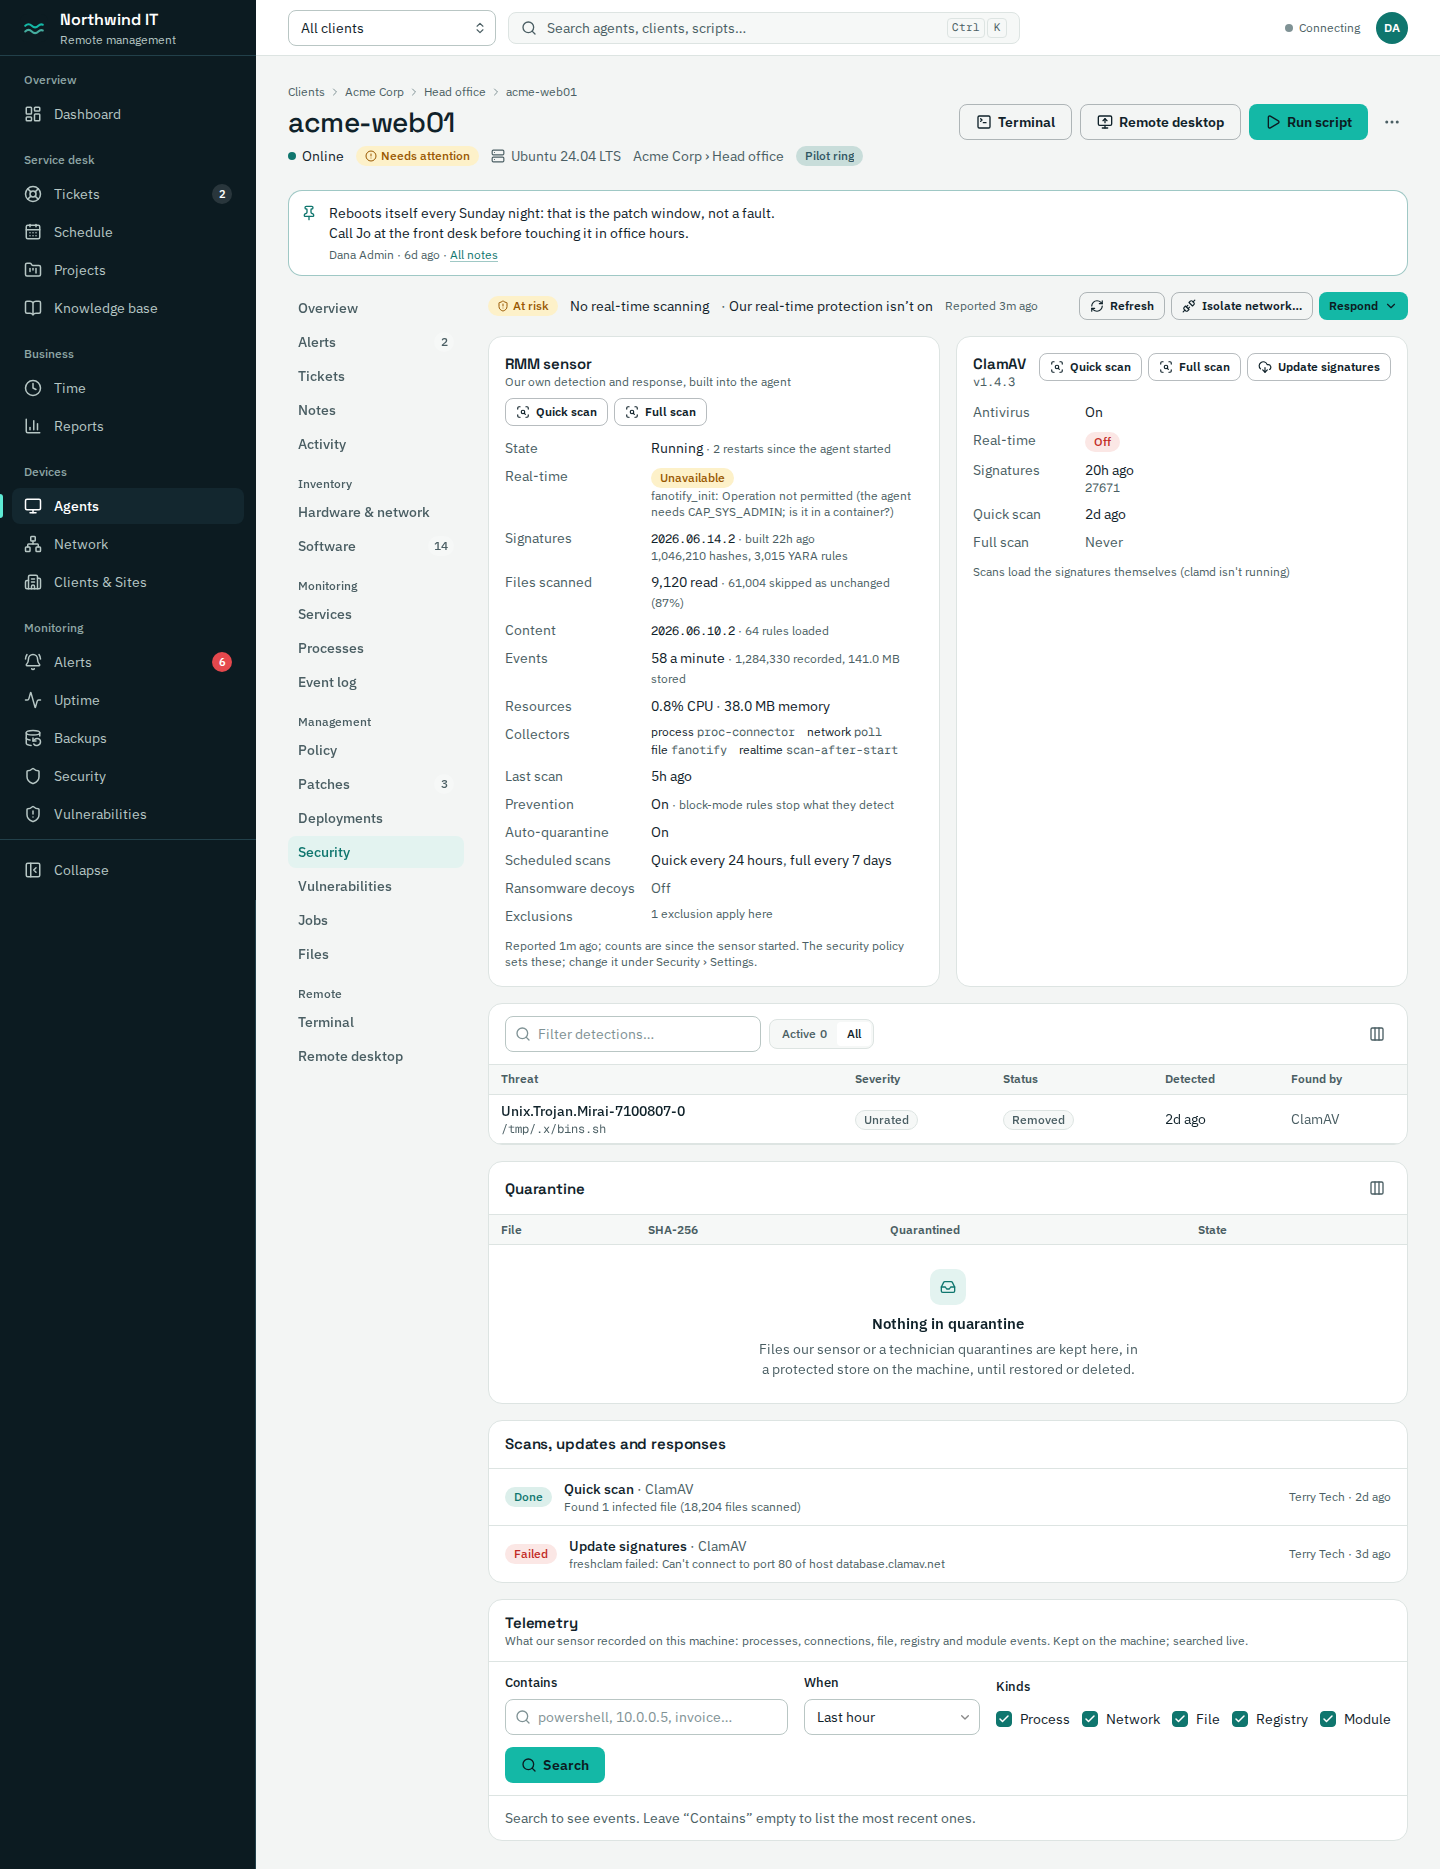 Northwind IT
Remote management
All clients
Search agents, clients, scripts...
Ctrl K
Connecting
DA
Overview
Dashboard
Service desk
Tickets 2
Schedule
Projects
Knowledge base
Business
Time
Reports
Devices
Agents
Network
Clients & Sites
Monitoring
Alerts 6
Uptime
Backups
Security
Vulnerabilities
Collapse
Clients > Acme Corp > Head office > acme-web01
acme-web01
Terminal
Remote desktop
Run script
Online
Needs attention
Ubuntu 24.04 LTS
Acme Corp › Head office
Pilot ring
Reboots itself every Sunday night: that is the patch window, not a fault.
Call Jo at the front desk before touching it in office hours.
Dana Admin · 6d ago · All notes
Overview
Alerts 2
Tickets
Notes
Activity
Inventory
Hardware & network
Software 14
Monitoring
Services
Processes
Event log
Management
Policy
Patches 3
Deployments
Security
Vulnerabilities
Jobs
Files
Remote
Terminal
Remote desktop
At risk
No real-time scanning · Our real-time protection isn’t on
Reported 3m ago
Refresh
Isolate network...
Respond
RMM sensor
Our own detection and response, built into the agent
Quick scan
Full scan
State Running · 2 restarts since the agent started
Real-time Unavailable
fanotify_init: Operation not permitted (the agent
needs CAP_SYS_ADMIN; is it in a container?)
Signatures 2026.06.14.2 · built 22h ago
1,046,210 hashes, 3,015 YARA rules
Files scanned 9,120 read · 61,004 skipped as unchanged
(87%)
Content 2026.06.10.2 · 64 rules loaded
Events 58 a minute · 1,284,330 recorded, 141.0 MB
stored
Resources 0.8% CPU · 38.0 MB memory
Collectors process proc-connector network poll
file fanotify realtime scan-after-start
Last scan 5h ago
Prevention On · block-mode rules stop what they detect
Auto-quarantine On
Scheduled scans Quick every 24 hours, full every 7 days
Ransomware decoys Off
Exclusions 1 exclusion apply here
Reported 1m ago; counts are since the sensor started. The security policy
sets these; change it under Security › Settings.
ClamAV
v1.4.3
Quick scan
Full scan
Update signatures
Antivirus On
Real-time Off
Signatures 20h ago
27671
Quick scan 2d ago
Full scan Never
Scans load the signatures themselves (clamd isn't running)
Filter detections...
Active 0 All
Threat Severity Status Detected Found by
Unix.Trojan.Mirai-7100807-0 Unrated Removed 2d ago ClamAV
/tmp/.x/bins.sh
Quarantine
File SHA-256 Quarantined State
Nothing in quarantine
Files our sensor or a technician quarantines are kept here, in
a protected store on the machine, until restored or deleted.
Scans, updates and responses
Done Quick scan · ClamAV
Found 1 infected file (18,204 files scanned)
Terry Tech · 2d ago
Failed Update signatures · ClamAV
freshclam failed: Can't connect to port 80 of host database.clamav.net
Terry Tech · 3d ago
Telemetry
What our sensor recorded on this machine: processes, connections, file, registry and module events. Kept on the machine; searched live.
Contains When Kinds
powershell, 10.0.0.5, invoice... Last hour Process Network File Registry Module
Search
Search to see events. Leave “Contains” empty to list the most recent ones.